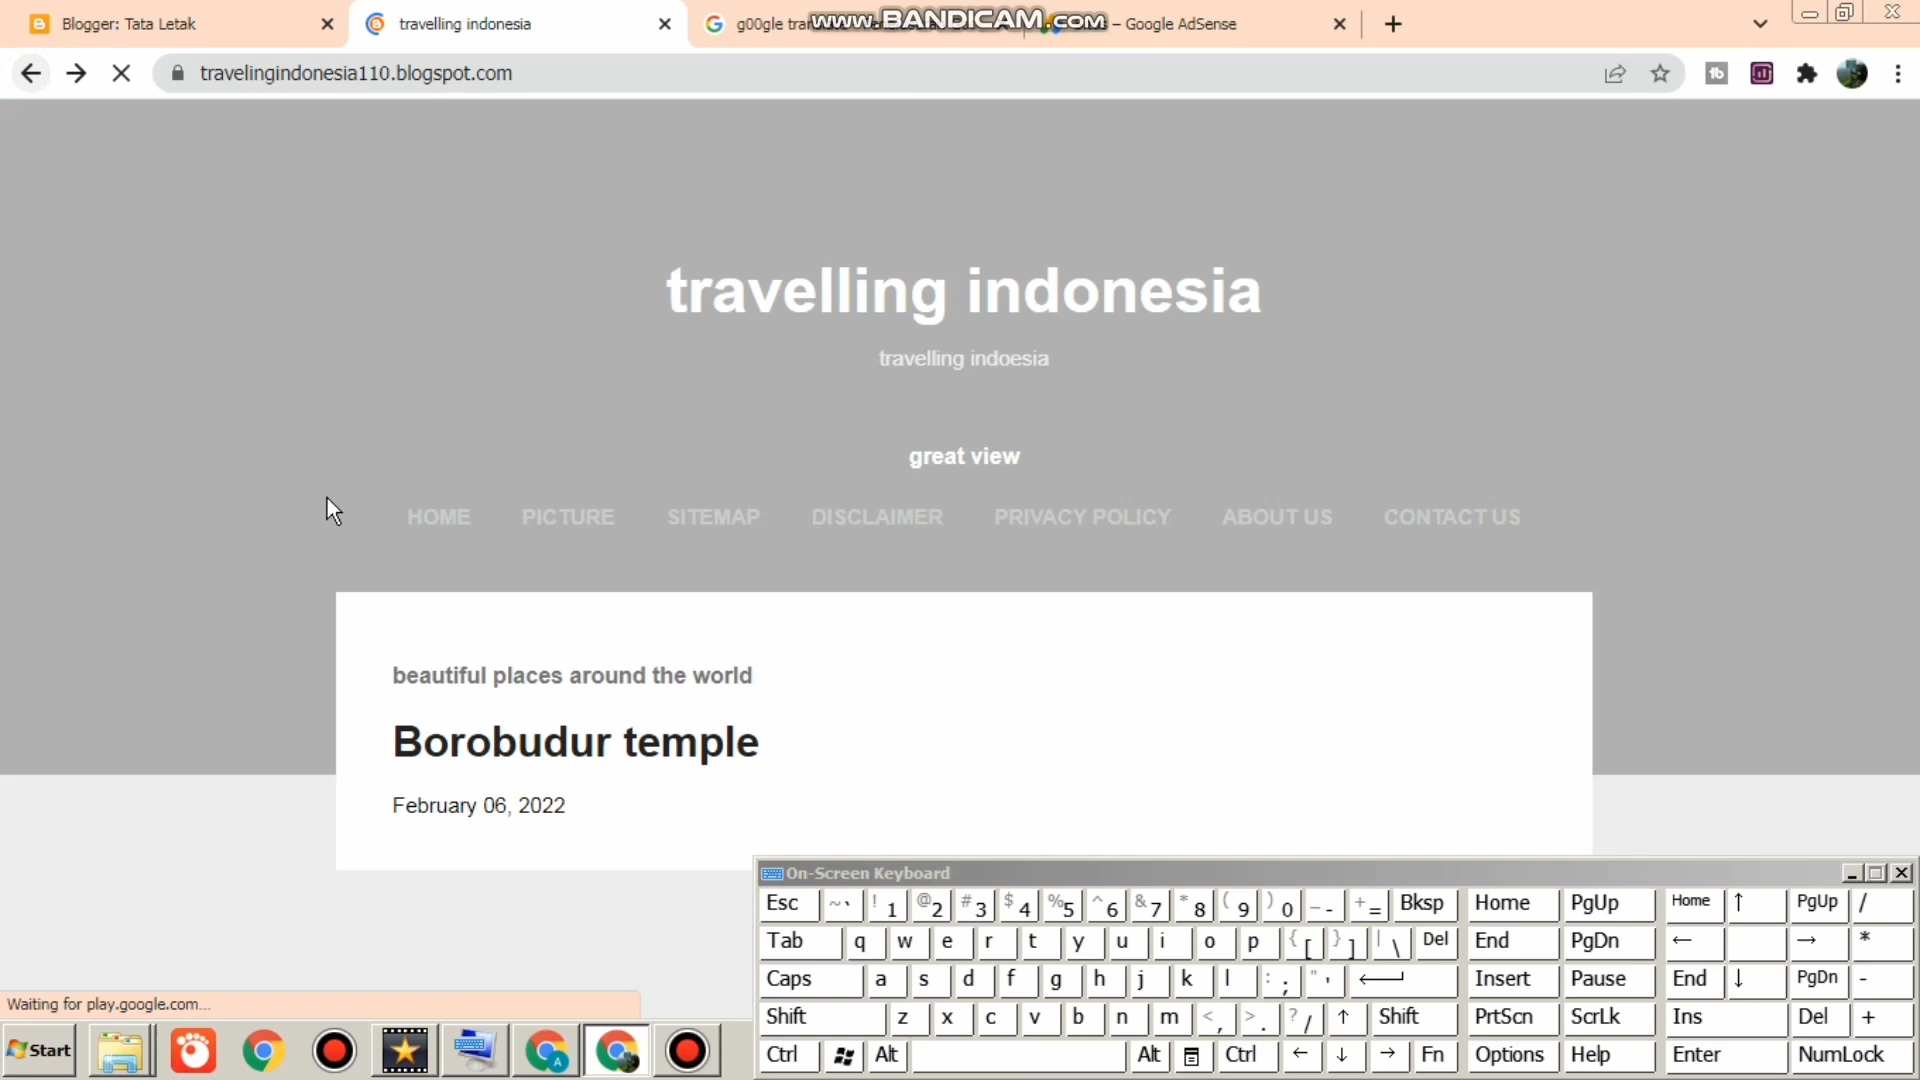 Blogger: Tata Letak
travelling indonesia
g00gle tran
www.BANDICAM.com
– Google AdSense
travelingindonesia110.blogspot.com
travelling indonesia
travelling indoesia
great view
HOME PICTURE SITEMAP DISCLAIMER PRIVACY POLICY ABOUT US CONTACT US
beautiful places around the world
Borobudur temple
February 06, 2022
On-Screen Keyboard
Esc ~ ` ! 1 @ 2 # 3 $ 4 % 5 ^ 6 & 7 * 8 ( 9 ) 0 _ - + = Bksp Home PgUp Home ↑ PgUp /
Tab q w e r t y u i o p { [ } ] | \ Del End PgDn ← → *
Caps a s d f g h j k l : ; " ' Insert Pause End ↓ PgDn -
Shift z x c v b n m < , > . ? / ↑ Shift PrtScn ScrLk Ins Del +
Ctrl Alt Alt Ctrl ← ↓ → Fn Options Help Enter NumLock
Waiting for play.google.com...
Start